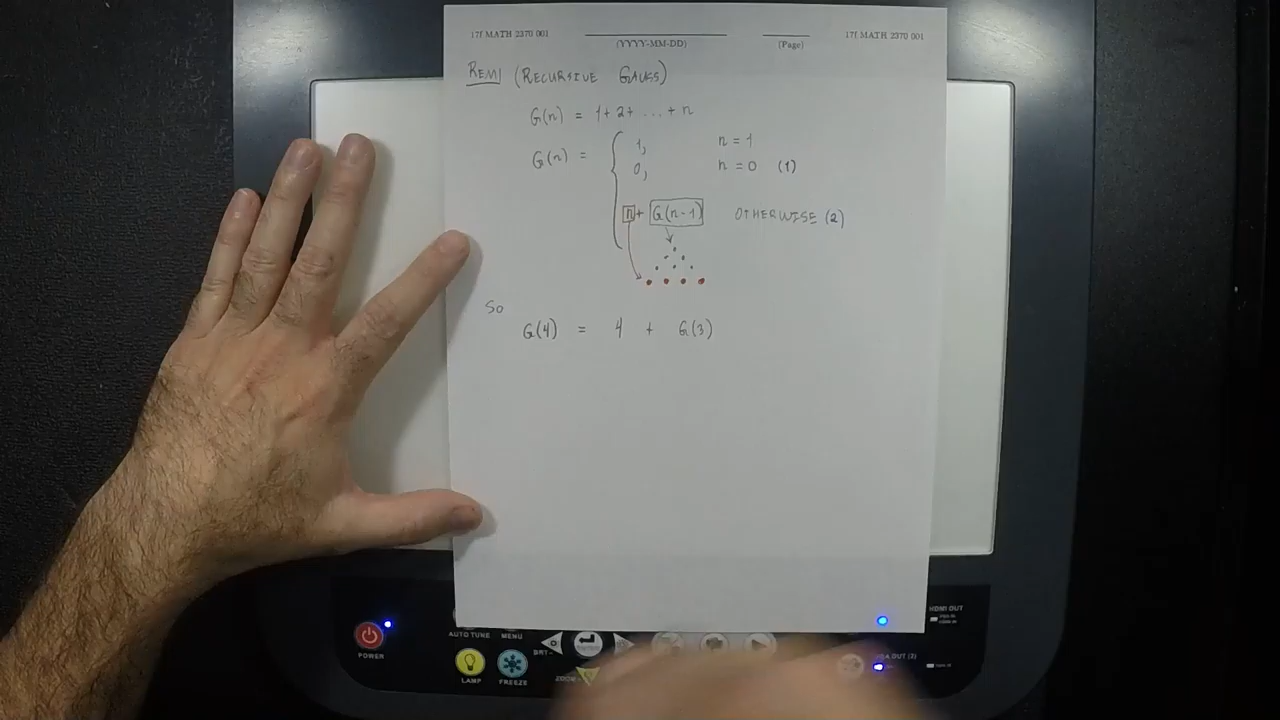 17f MATH 2370 001 (YYYY-MM-DD) (Page) 17f MATH 2370 001
REM (RECURSIVE GAUSS)
G(n) = 1+2+...+n
G(n) = { 1, n=1
0, n=0 (1)
n + G(n-1) OTHERWISE (2)
So
G(4) = 4 + G(3)
HDMI OUT
AUTO TUNE MENU
BRT-
POWER
LAMP FREEZE ZOOM